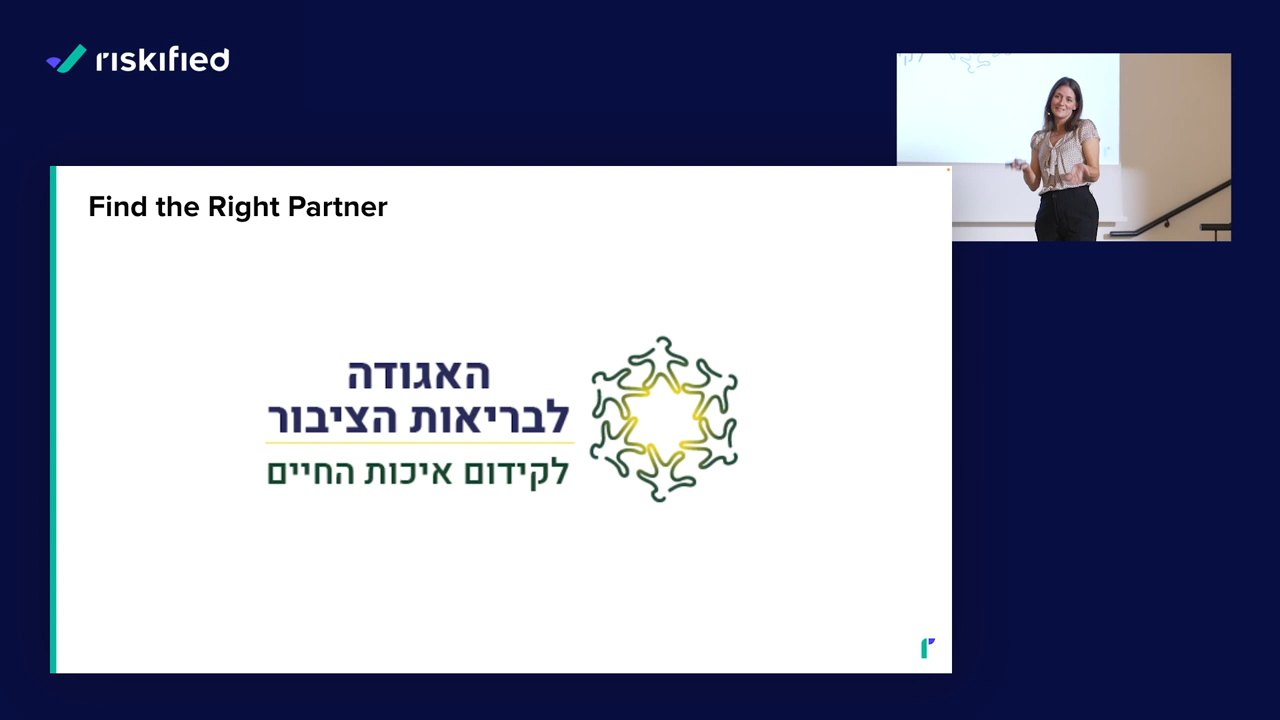 riskified
Find the Right Partner
האגודה
לבריאות הציבור
לקידום איכות החיים